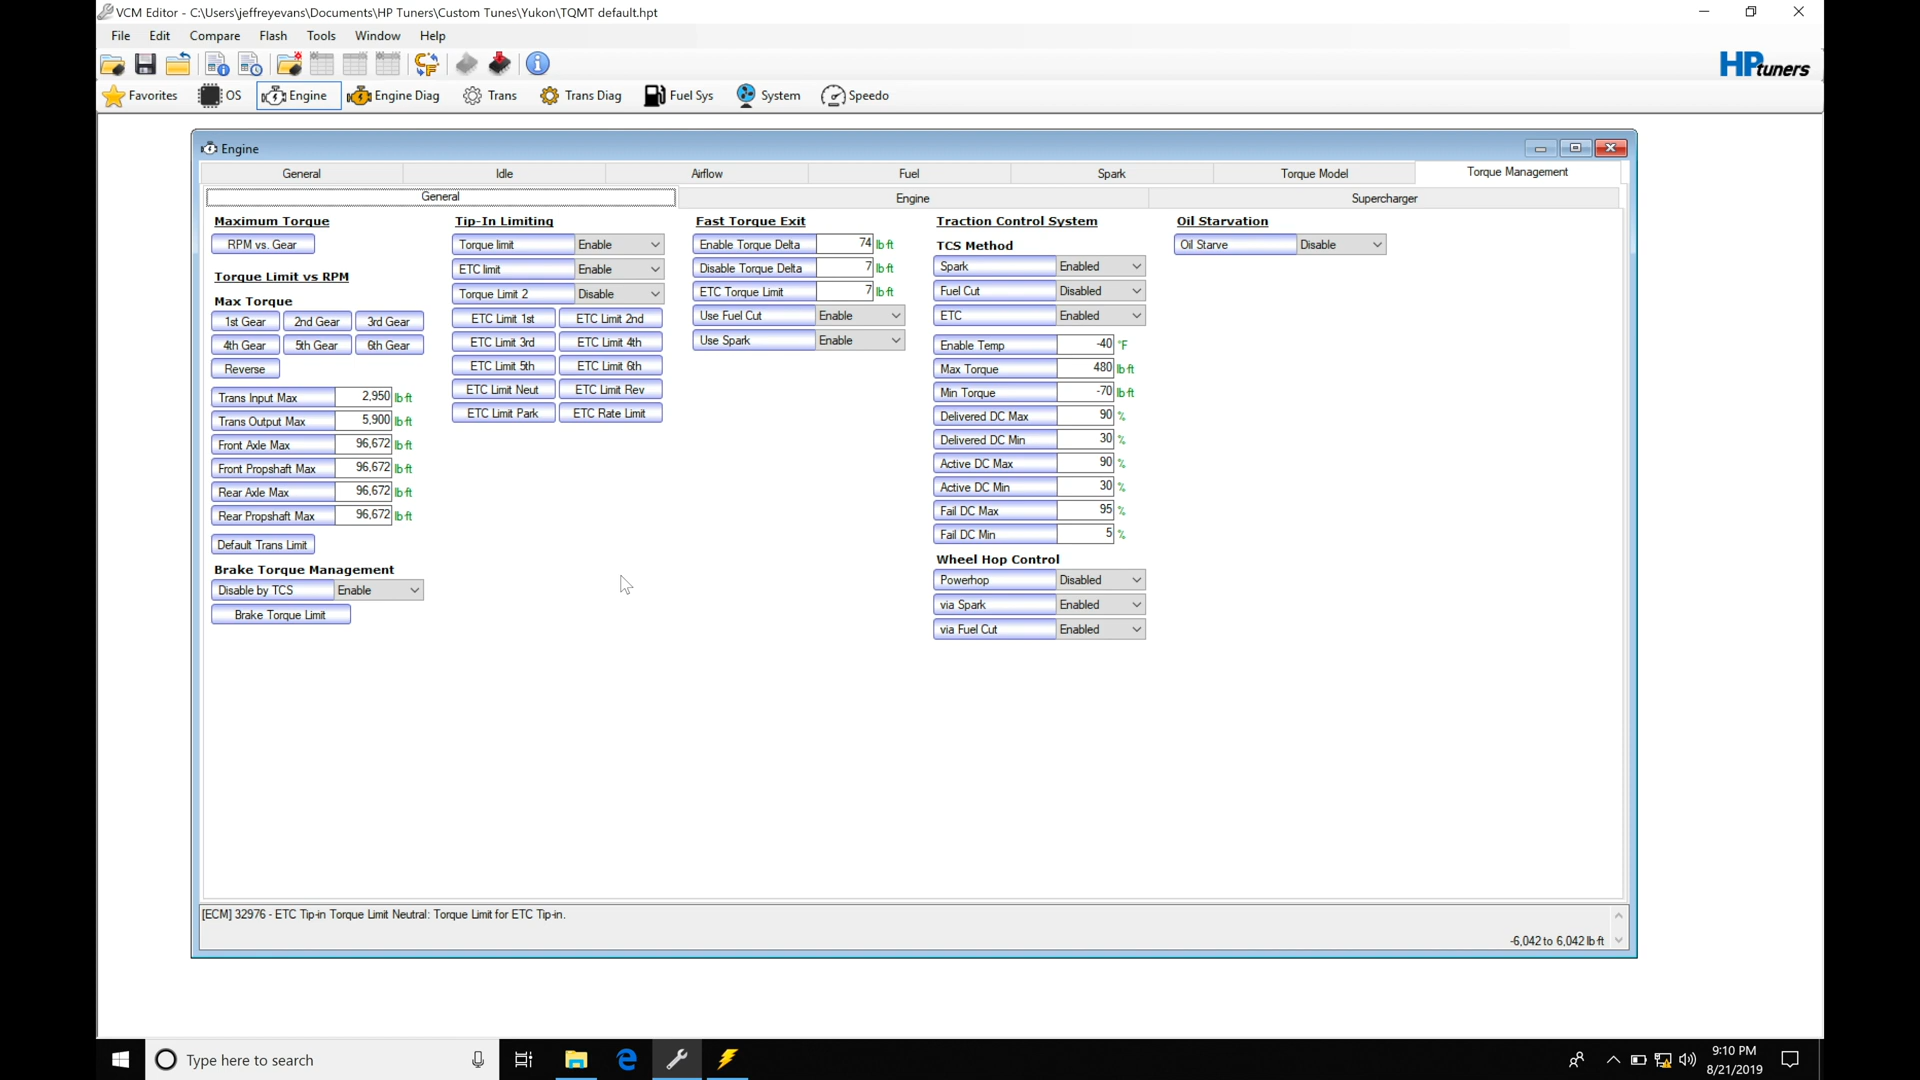 VCM Editor - C:\Users\jeffreyevans\Documents\HP Tuners\Custom Tunes\Yukon\TQMT default.hpt
File Edit Compare Flash Tools Window Help
HPtuners
Favorites OS Engine Engine Diag Trans Trans Diag Fuel Sys System Speedo
Engine
General Idle Airflow Fuel Spark Torque Model Torque Management
General Engine Supercharger
Maximum Torque
RPM vs. Gear
Torque Limit vs RPM
Max Torque
1st Gear 2nd Gear 3rd Gear
4th Gear 5th Gear 6th Gear
Reverse
Trans Input Max 2,950 lb·ft
Trans Output Max 5,900 lb·ft
Front Axle Max 96,672 lb·ft
Front Propshaft Max 96,672 lb·ft
Rear Axle Max 96,672 lb·ft
Rear Propshaft Max 96,672 lb·ft
Default Trans Limit
Brake Torque Management
Disable by TCS Enable
Brake Torque Limit
Tip-In Limiting
Torque limit Enable
ETC limit Enable
Torque Limit 2 Disable
ETC Limit 1st ETC Limit 2nd
ETC Limit 3rd ETC Limit 4th
ETC Limit 5th ETC Limit 6th
ETC Limit Neut ETC Limit Rev
ETC Limit Park ETC Rate Limit
Fast Torque Exit
Enable Torque Delta 74 lb·ft
Disable Torque Delta 7 lb·ft
ETC Torque Limit 7 lb·ft
Use Fuel Cut Enable
Use Spark Enable
Traction Control System
TCS Method
Spark Enabled
Fuel Cut Disabled
ETC Enabled
Enable Temp -40 °F
Max Torque 480 lb·ft
Min Torque -70 lb·ft
Delivered DC Max 90 %
Delivered DC Min 30 %
Active DC Max 90 %
Active DC Min 30 %
Fail DC Max 95 %
Fail DC Min 5 %
Wheel Hop Control
Powerhop Disabled
via Spark Enabled
via Fuel Cut Enabled
Oil Starvation
Oil Starve Disable
[ECM] 32976 - ETC Tip-in Torque Limit Neutral: Torque Limit for ETC Tip-in.
-6,042 to 6,042 lb·ft
Type here to search
9:10 PM
8/21/2019